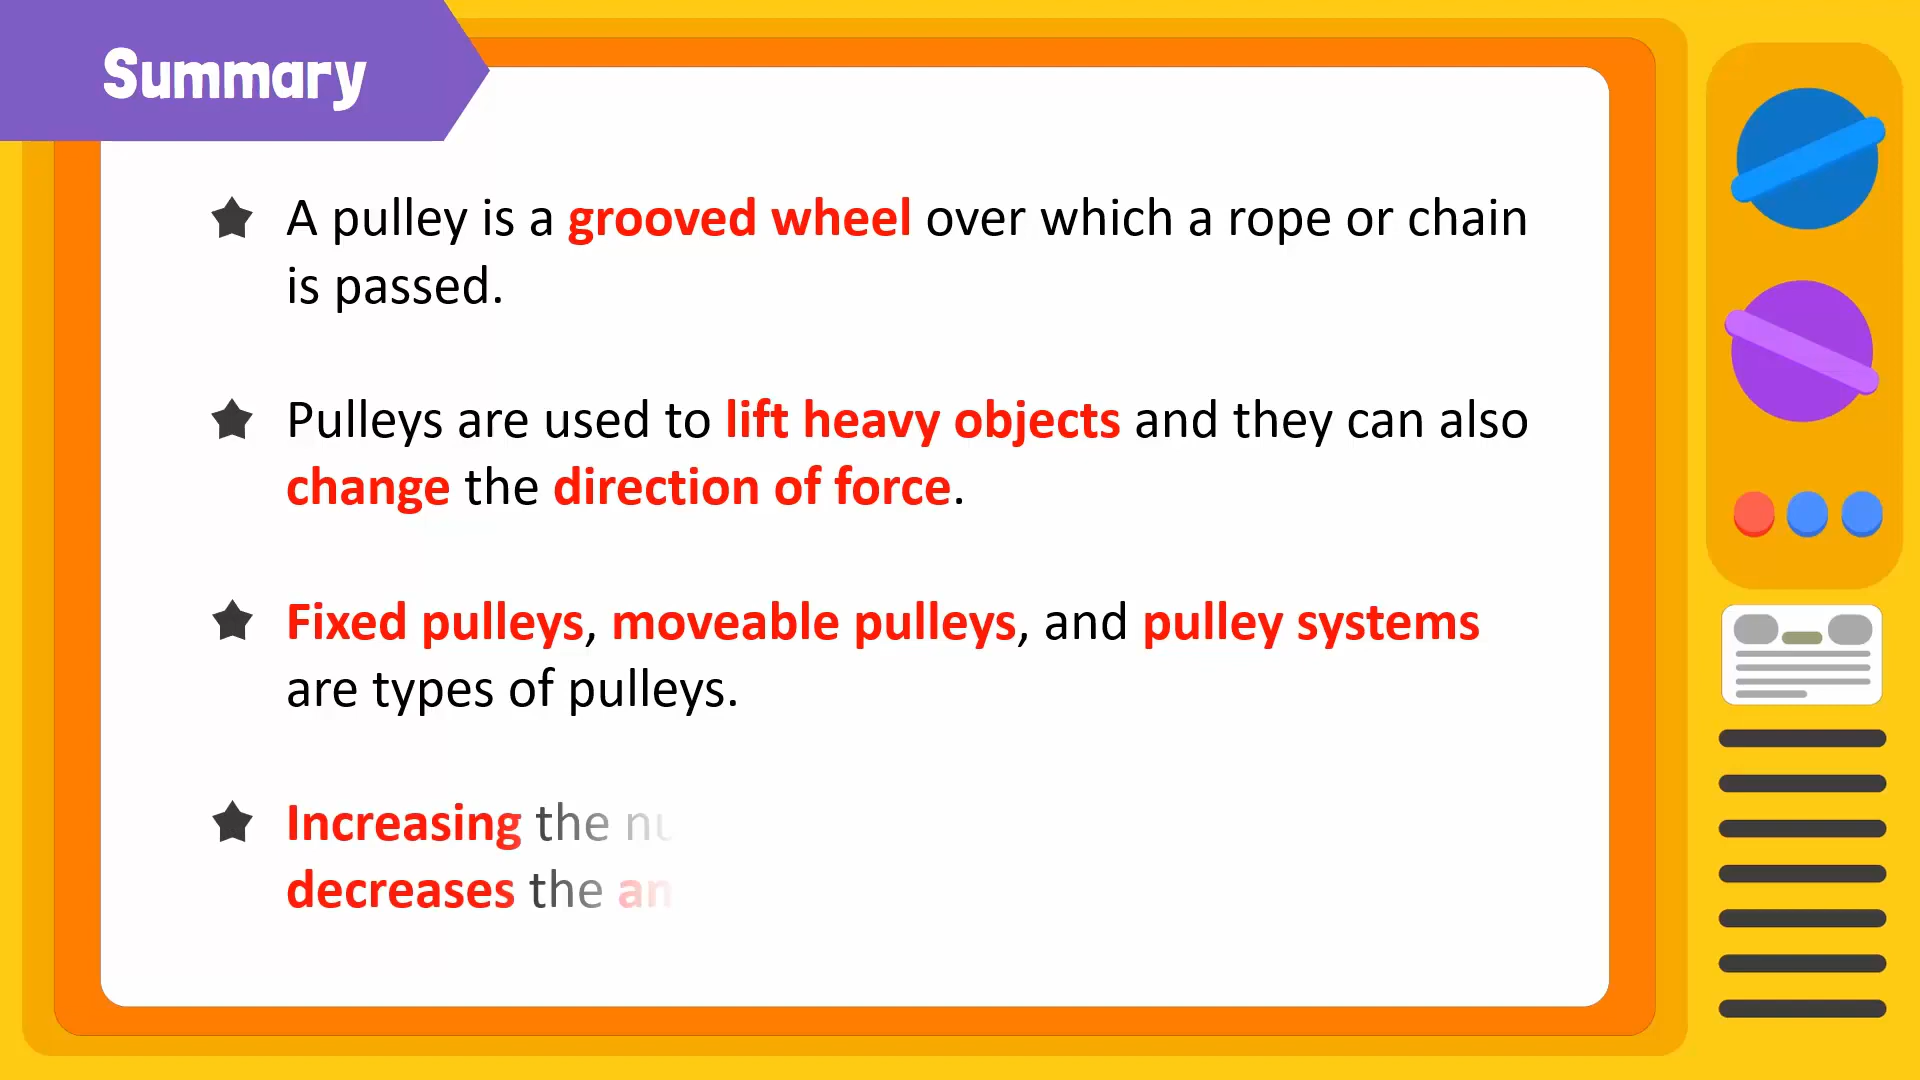 Summary
A pulley is a grooved wheel over which a rope or chain
is passed.
Pulleys are used to lift heavy objects and they can also
change the direction of force.
Fixed pulleys, moveable pulleys, and pulley systems
are types of pulleys.
Increasing the
decreases the